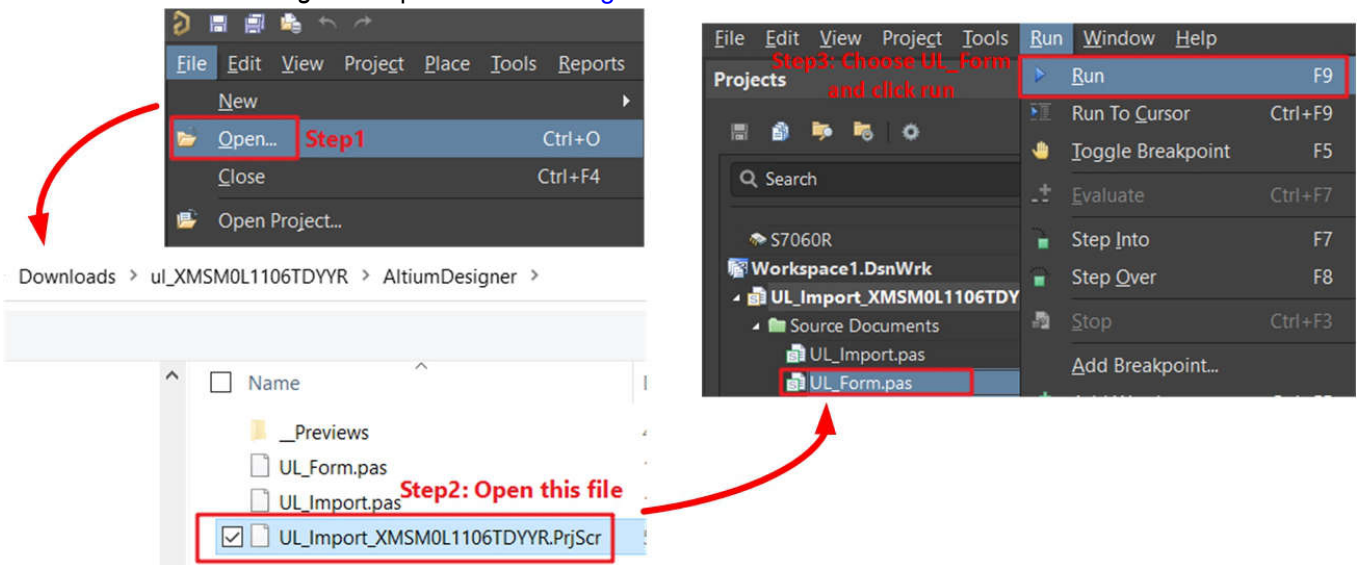 File Edit View Project Place Tools Reports
New
Open... Step1 Ctrl+O
Close Ctrl+F4
Open Project...
Downloads > ul_XMSM0L1106TDYYR > AltiumDesigner >
Name
__Previews
UL_Form.pas
UL_Import.pas
Step2: Open this file
UL_Import_XMSM0L1106TDYYR.PrjScr
File Edit View Project Tools Run Window Help
Step3: Choose UL_Form
and click run
Projects
Search
S7060R
Workspace1.DsnWrk
UL_Import_XMSM0L1106TDY
Source Documents
UL_Import.pas
UL_Form.pas
Run F9
Run To Cursor Ctrl+F9
Toggle Breakpoint F5
Evaluate Ctrl+F7
Step Into F7
Step Over F8
Stop Ctrl+F3
Add Breakpoint...